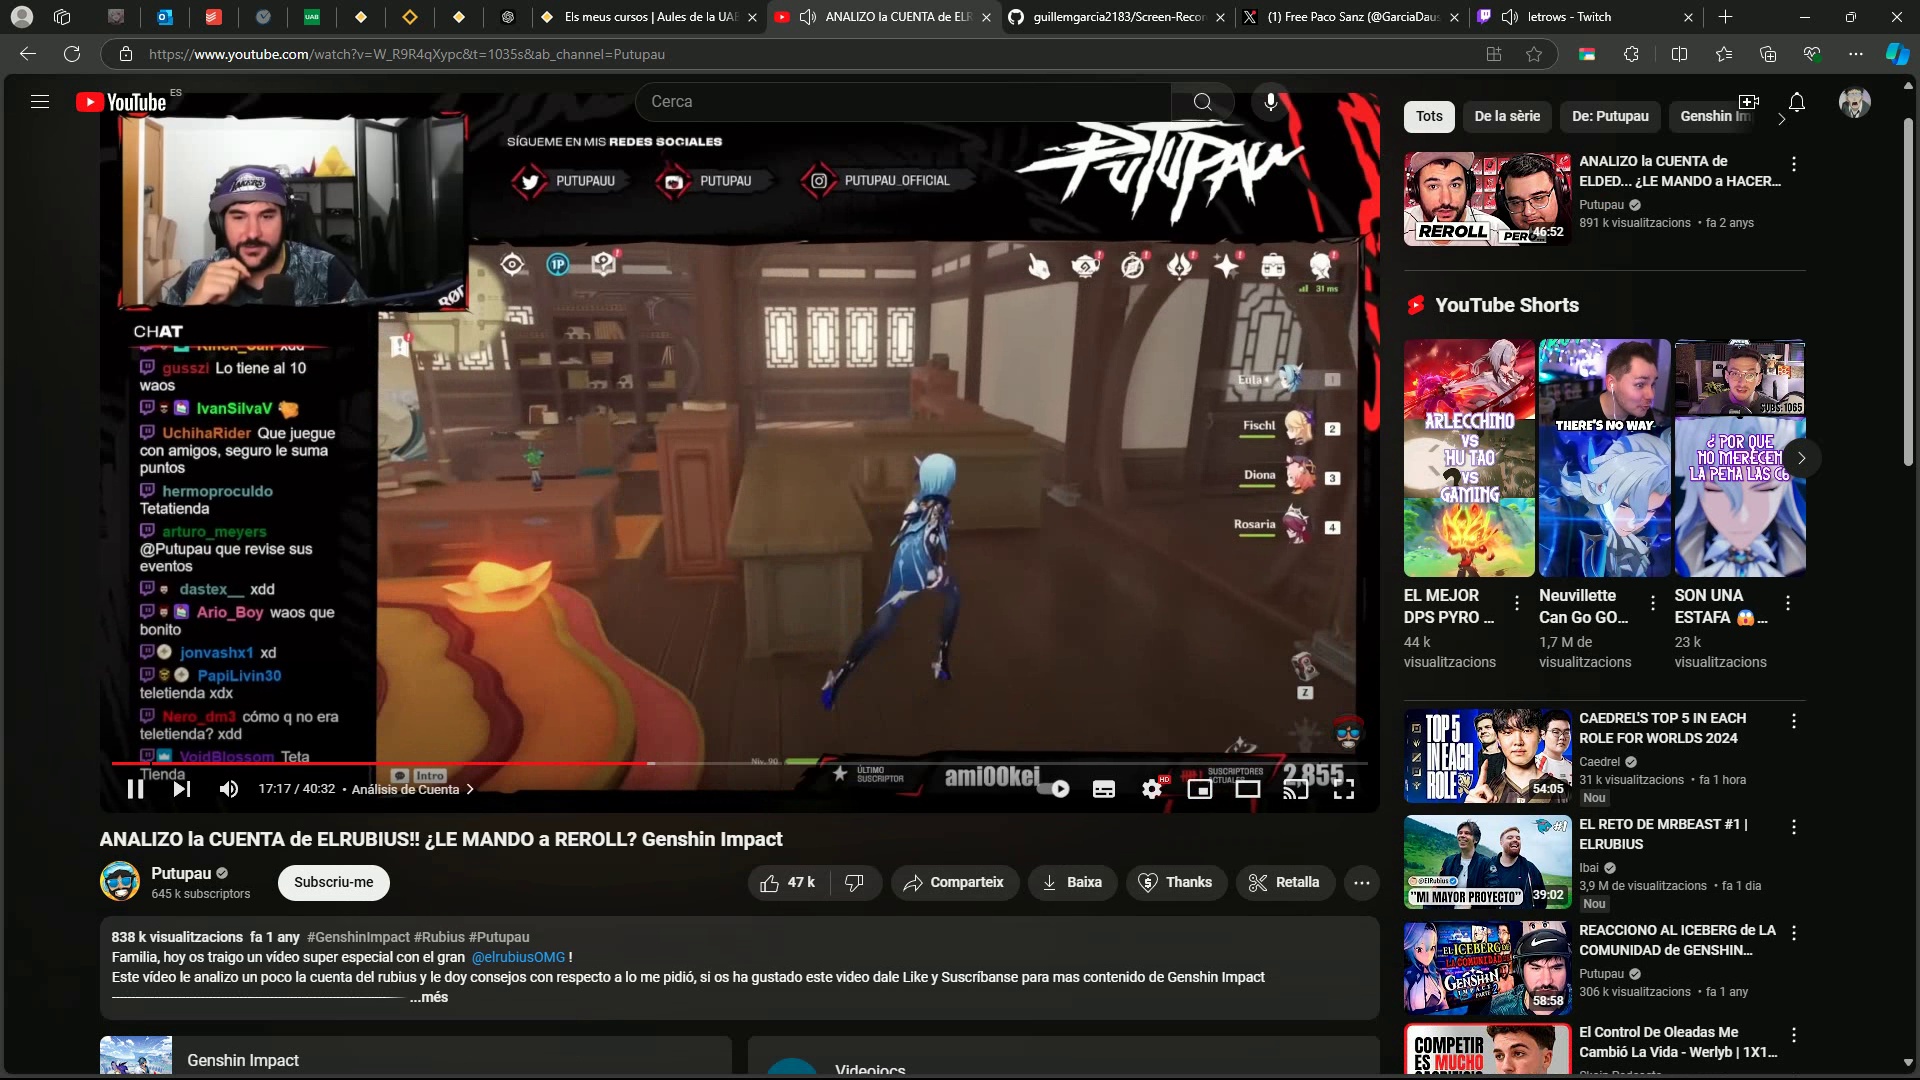 Els meus cursos | Aules de la UAB
ANALIZO la CUENTA de ELR
guillemgarcia2183/Screen-Recor
(1) Free Paco Sanz (@GarciaDaus
letrows - Twitch
https://www.youtube.com/watch?v=W_R9R4qXypc&t=1035s&ab_channel=Putupau
YouTube ES
Cerca
SÍGUEME EN MIS REDES SOCIALES
PUTUPAUU
PUTUPAU
PUTUPAU_OFFICIAL
PUTUPAU
1P
31 ms
CHAT
gusszi Lo tiene al 10
waos
IvanSilvaV
UchihaRider Que juegue
con amigos, seguro le suma
puntos
hermoproculdo
Tetatienda
arturo_meyers
@Putupau que revise sus
eventos
dastex__ xdd
Ario_Boy waos que
bonito
jonvashx1 xd
PapiLivin30
teletienda xdx
Nero_dm3 cómo q no era
teletienda? xdd
VoidBlossom Teta
Tienda
Eula
Fischl 2
Diona 3
Rosaria 4
Z
Niv. 90
Intro
ÚLTIMO
SUSCRIPTOR
ami00kei
SUSCRIPTORES
ACTUALES
2.855
17:17 / 40:32 • Análisis de Cuenta
HD
ANALIZO la CUENTA de ELRUBIUS!! ¿LE MANDO a REROLL? Genshin Impact
Putupau
645 k subscriptors
Subscriu-me
47 k
Comparteix
Baixa
Thanks
Retalla
838 k visualitzacions fa 1 any #GenshinImpact #Rubius #Putupau
Familia, hoy os traigo un vídeo super especial con el gran @elrubiusOMG !
Este vídeo le analizo un poco la cuenta del rubius y le doy consejos con respecto a lo me pidió, si os ha gustado este video dale Like y Suscríbanse para mas contenido de Genshin Impact
...més
Genshin Impact
Videojocs
Tots
De la sèrie
De: Putupau
Genshin Im
REROLL
46:52
ANALIZO la CUENTA de
ELDED... ¿LE MANDO a HACER...
Putupau
891 k visualitzacions • fa 2 anys
YouTube Shorts
ARLECCHINO
VS
HU TAO
VS
GAMING
THERE'S NO WAY
SUBS: 1065
¿ POR QUE
NO MERECEN
LA PENA LAS C6
EL MEJOR
DPS PYRO ...
44 k
visualitzacions
Neuvillette
Can Go GO...
1,7 M de
visualitzacions
SON UNA
ESTAFA 😱...
23 k
visualitzacions
TOP 5
IN EACH
ROLE
54:05
CAEDREL'S TOP 5 IN EACH
ROLE FOR WORLDS 2024
Caedrel
31 k visualitzacions • fa 1 hora
Nou
#1
@ElRubius
"MI MAYOR PROYECTO"
39:02
EL RETO DE MRBEAST #1 |
ELRUBIUS
Ibai
3,9 M de visualitzacions • fa 1 dia
Nou
EL ICEBERG de
LA COMUNIDAD de
GENSHIN
IMPACT
PARTE 2
58:58
REACCIONO AL ICEBERG de LA
COMUNIDAD de GENSHIN...
Putupau
306 k visualitzacions • fa 1 any
COMPETIR
ES MUCHO
El Control De Oleadas Me
Cambió La Vida - Werlyb | 1X1...